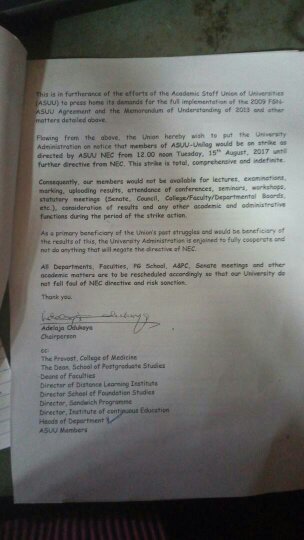 This is in furtherance of the efforts of the Academic Staff Union of Universities
(ASUU) to press home its demands for the full implementation of the 2009 FGN-
ASUU Agreement and the Memorandum of Understanding of 2013 and other
matters detailed above.
Flowing from the above, the Union hereby wish to put the University
Administration on notice that members of ASUU-Unilag would be on strike as
directed by ASUU NEC from 12.00 noon Tuesday, 15th August, 2017 until
further directive from NEC. This strike is total, comprehensive and indefinite.
Consequently, our members would not be available for lectures, examinations,
marking, uploading results, attendance of conferences, seminars, workshops,
statutory meetings (Senate, Council, College/Faculty/Departmental Boards,
etc.), consideration of results and any other academic and administrative
functions during the period of the strike action.
As a primary beneficiary of the Union's past struggles and would be beneficiary of
the results of this, the University Administration is enjoined to fully cooperate and
not do anything that will negate the directive of NEC.
All Departments, Faculties, PG School, A&PC, Senate meetings and other
academic matters are to be rescheduled accordingly so that our University do
not fall foul of NEC directive and risk sanction.
Thank you.
Adelaja Odukoya
Chairperson
cc:
The Provost, College of Medicine
The Dean, School of Postgraduate Studies
Deans of Faculties
Director of Distance Learning Institute
Director School of Foundation Studies
Director, Sandwich Programme
Director, Institute of continuous Education
Heads of Department
ASUU Members